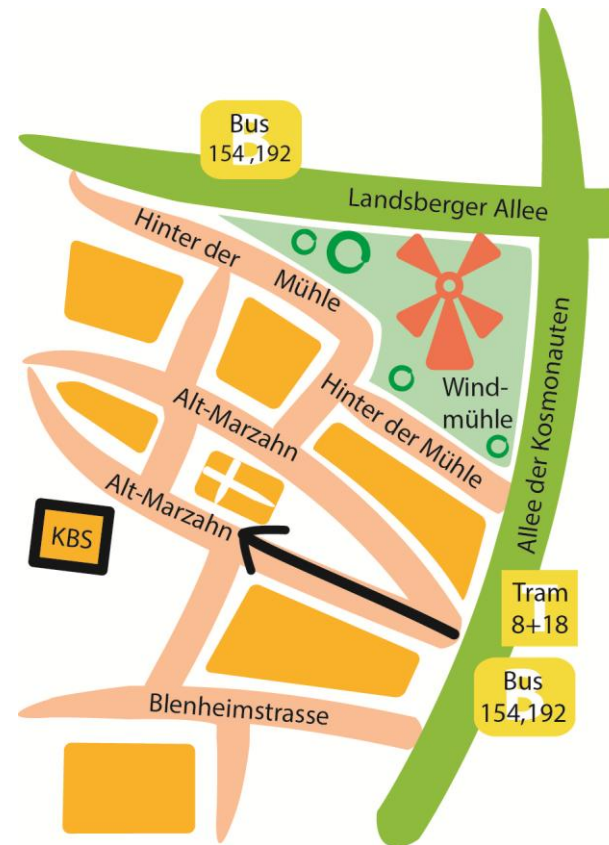 B
Bus
154 ,192
Landsberger Allee
Hinter der
Mühle
Wind-
mühle
Hinter der Mühle
Allee der Kosmonauten
Alt-Marzahn
Alt-Marzahn
KBS
T
Tram
8+18
B
Bus
154,192
Blenheimstrasse